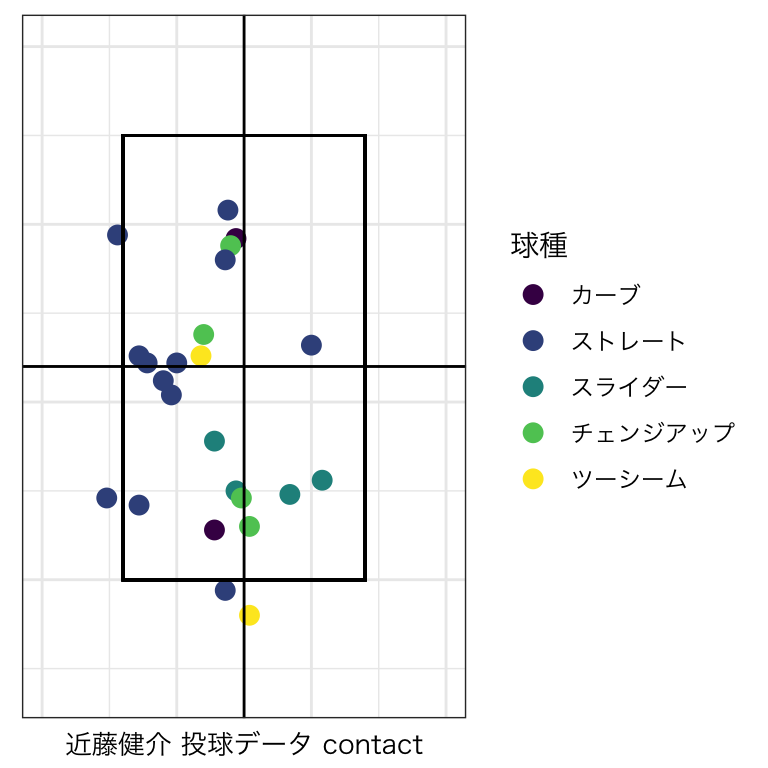 球種
カーブ
ストレート
スライダー
チェンジアップ
ツーシーム
近藤健介 投球データ contact